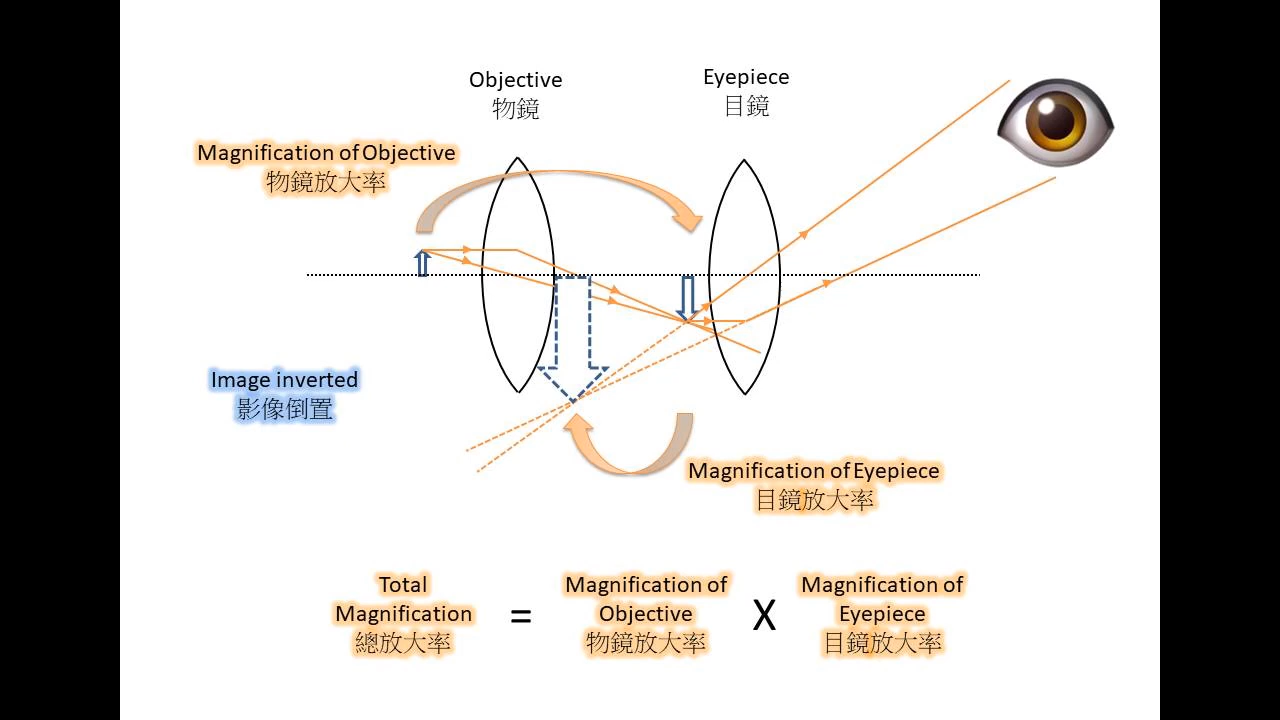 Objective
物鏡
Eyepiece
目鏡
Magnification of Objective
物鏡放大率
Image inverted
影像倒置
Magnification of Eyepiece
目鏡放大率
Total
Magnification
總放大率
=
Magnification of
Objective
物鏡放大率
X
Magnification of
Eyepiece
目鏡放大率